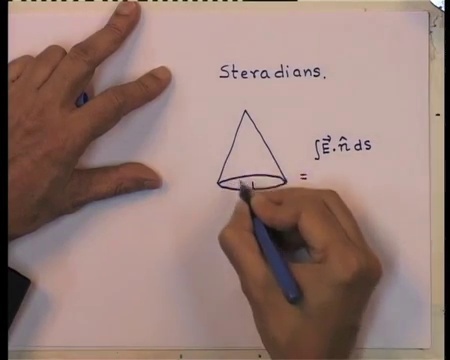 Steradians.
∫E⃗.n̂ ds
=